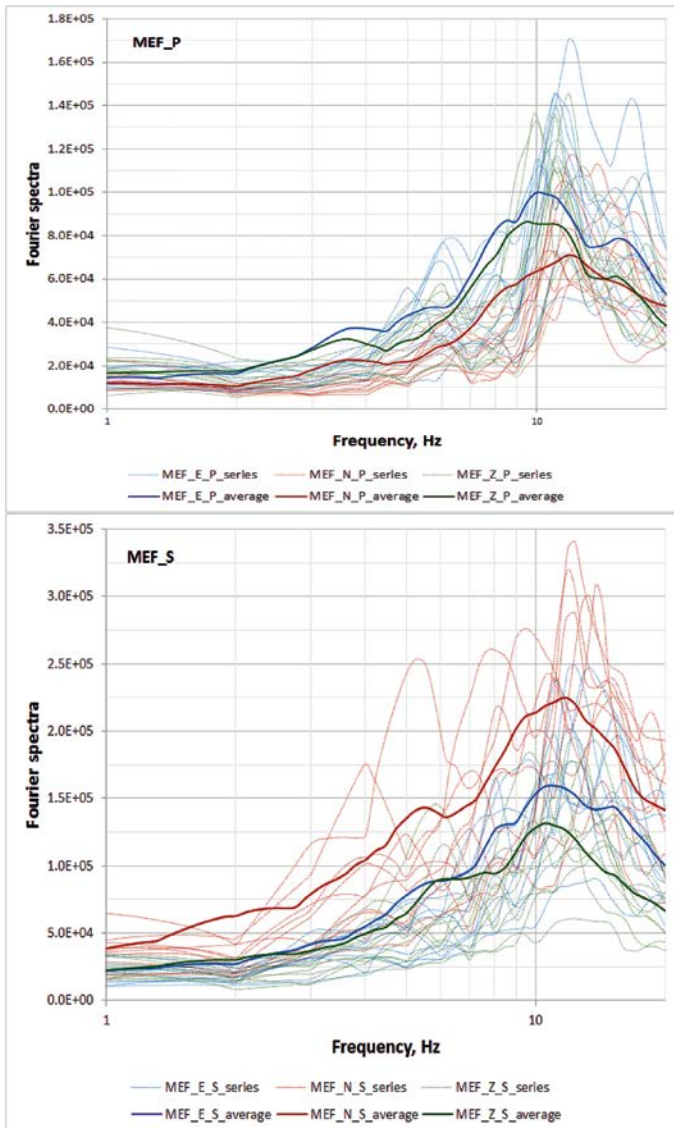 MEF_P
1.8E+05
1.6E+05
1.4E+05
1.2E+05
1.0E+05
8.0E+04
6.0E+04
4.0E+04
2.0E+04
0.0E+00
Fourier spectra
1 10
Frequency, Hz
MEF_E_P_series MEF_N_P_series MEF_Z_P_series
MEF_E_P_average MEF_N_P_average MEF_Z_P_average
MEF_S
3.5E+05
3.0E+05
2.5E+05
2.0E+05
1.5E+05
1.0E+05
5.0E+04
0.0E+00
Fourier spectra
1 10
Frequency, Hz
MEF_E_S_series MEF_N_S_series MEF_Z_S_series
MEF_E_S_average MEF_N_S_average MEF_Z_S_average